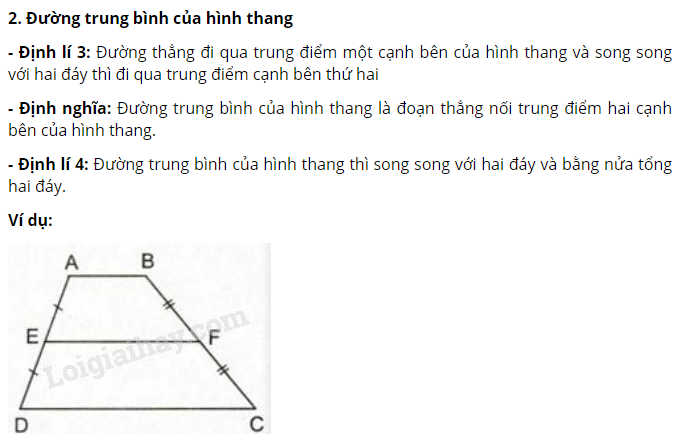 2. Đường trung bình của hình thang
- Định lí 3: Đường thẳng đi qua trung điểm một cạnh bên của hình thang và song song
với hai đáy thì đi qua trung điểm cạnh bên thứ hai
- Định nghĩa: Đường trung bình của hình thang là đoạn thẳng nối trung điểm hai cạnh
bên của hình thang.
- Định lí 4: Đường trung bình của hình thang thì song song với hai đáy và bằng nửa tổng
hai đáy.
Ví dụ:
A B
E F
Loigiaihay.com
D C